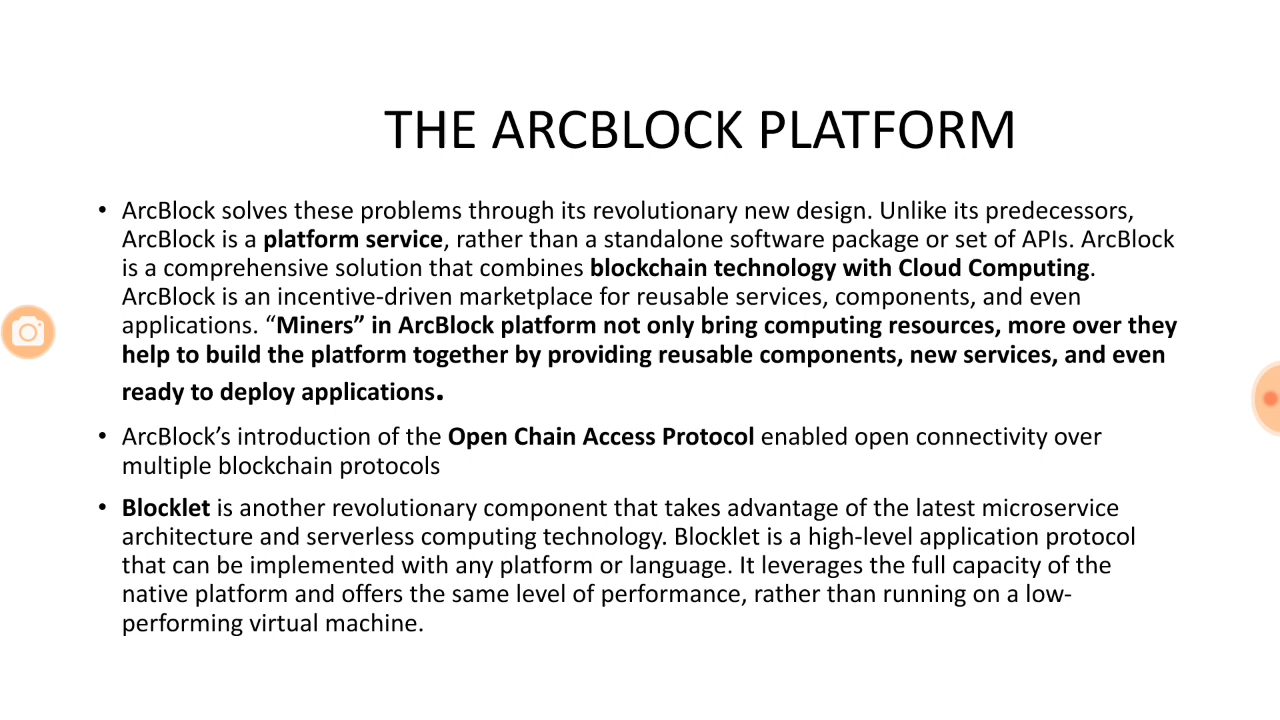 THE ARCBLOCK PLATFORM
• ArcBlock solves these problems through its revolutionary new design. Unlike its predecessors,
ArcBlock is a platform service, rather than a standalone software package or set of APIs. ArcBlock
is a comprehensive solution that combines blockchain technology with Cloud Computing.
ArcBlock is an incentive-driven marketplace for reusable services, components, and even
applications. “Miners” in ArcBlock platform not only bring computing resources, more over they
help to build the platform together by providing reusable components, new services, and even
ready to deploy applications.
• ArcBlock’s introduction of the Open Chain Access Protocol enabled open connectivity over
multiple blockchain protocols
• Blocklet is another revolutionary component that takes advantage of the latest microservice
architecture and serverless computing technology. Blocklet is a high-level application protocol
that can be implemented with any platform or language. It leverages the full capacity of the
native platform and offers the same level of performance, rather than running on a low-
performing virtual machine.